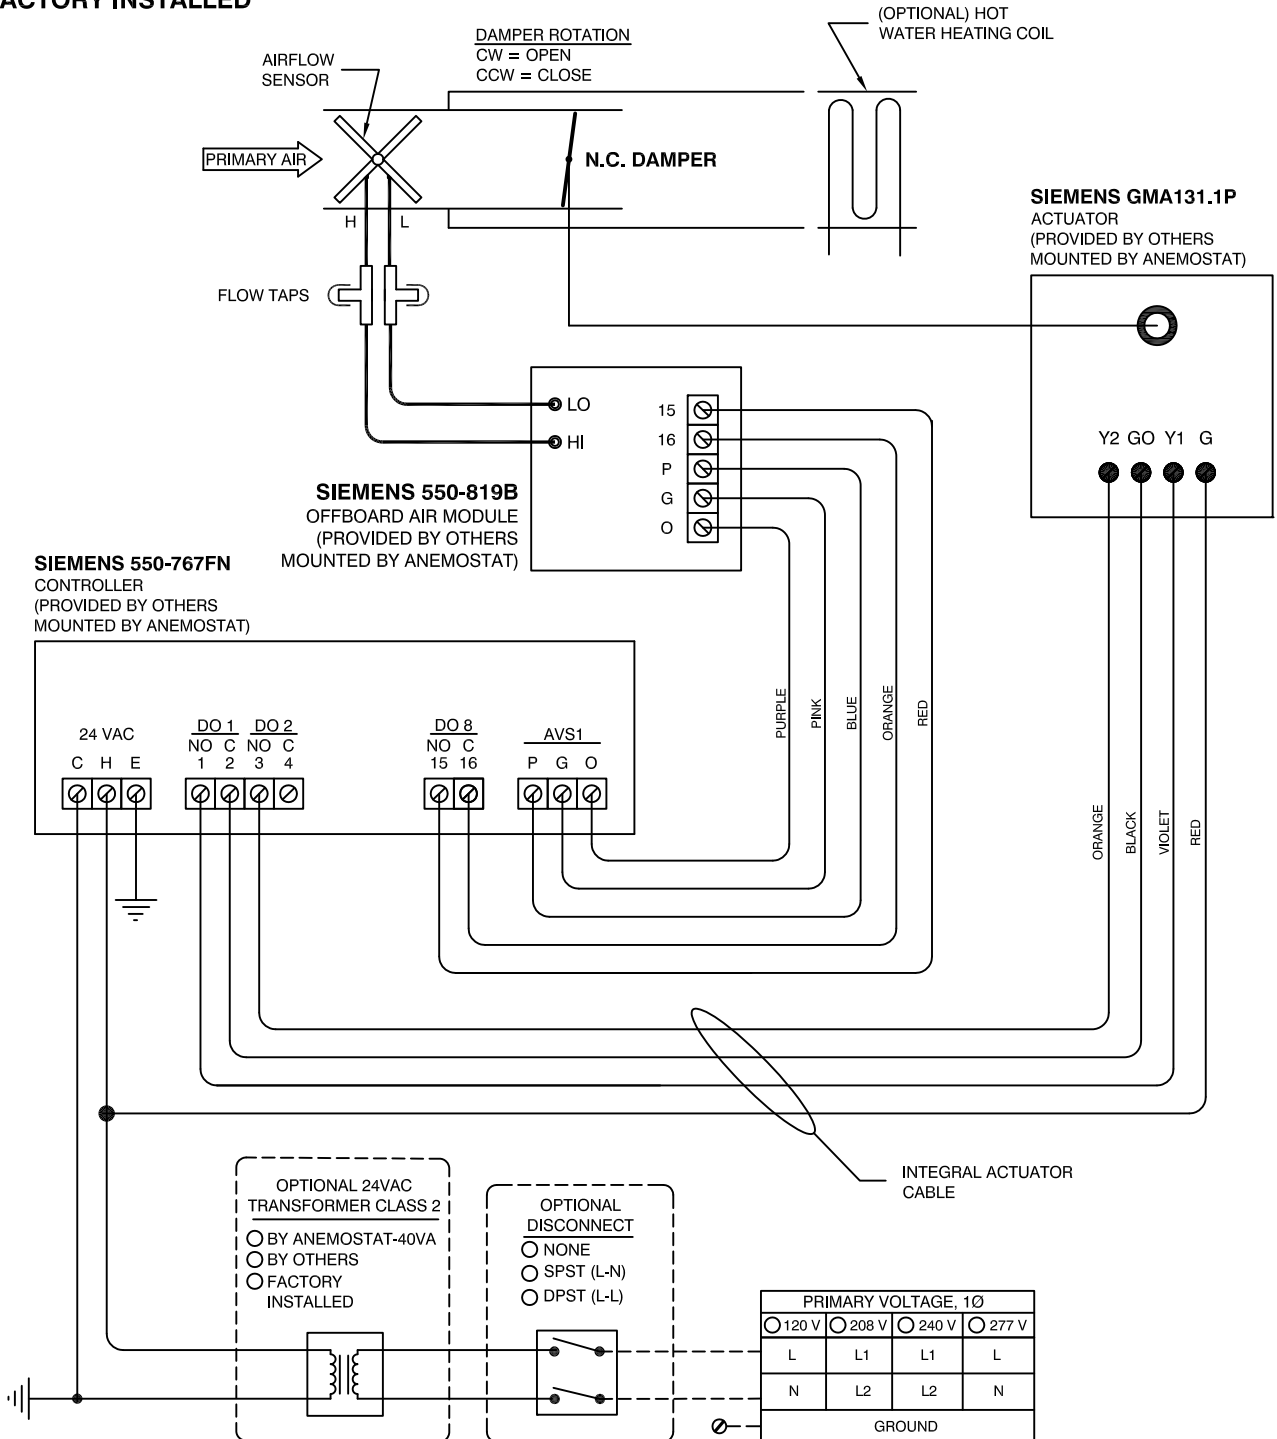 ACTORY INSTALLED
DAMPER ROTATION
CW = OPEN
CCW = CLOSE
(OPTIONAL) HOT
WATER HEATING COIL
AIRFLOW
SENSOR
PRIMARY AIR
N.C. DAMPER
H L
FLOW TAPS
SIEMENS GMA131.1P
ACTUATOR
(PROVIDED BY OTHERS
MOUNTED BY ANEMOSTAT)
Y2 GO Y1 G
LO
HI
15
16
P
G
O
SIEMENS 550-819B
OFFBOARD AIR MODULE
(PROVIDED BY OTHERS
MOUNTED BY ANEMOSTAT)
SIEMENS 550-767FN
CONTROLLER
(PROVIDED BY OTHERS
MOUNTED BY ANEMOSTAT)
24 VAC
C H E
DO 1 DO 2
NO C NO C
1 2 3 4
DO 8
NO C
15 16
AVS1
P G O
PURPLE
PINK
BLUE
ORANGE
RED
ORANGE
BLACK
VIOLET
RED
INTEGRAL ACTUATOR
CABLE
OPTIONAL 24VAC
TRANSFORMER CLASS 2
BY ANEMOSTAT-40VA
BY OTHERS
FACTORY
INSTALLED
OPTIONAL
DISCONNECT
NONE
SPST (L-N)
DPST (L-L)
PRIMARY VOLTAGE, 1Ø
120 V 208 V 240 V 277 V
L L1 L1 L
N L2 L2 N
GROUND